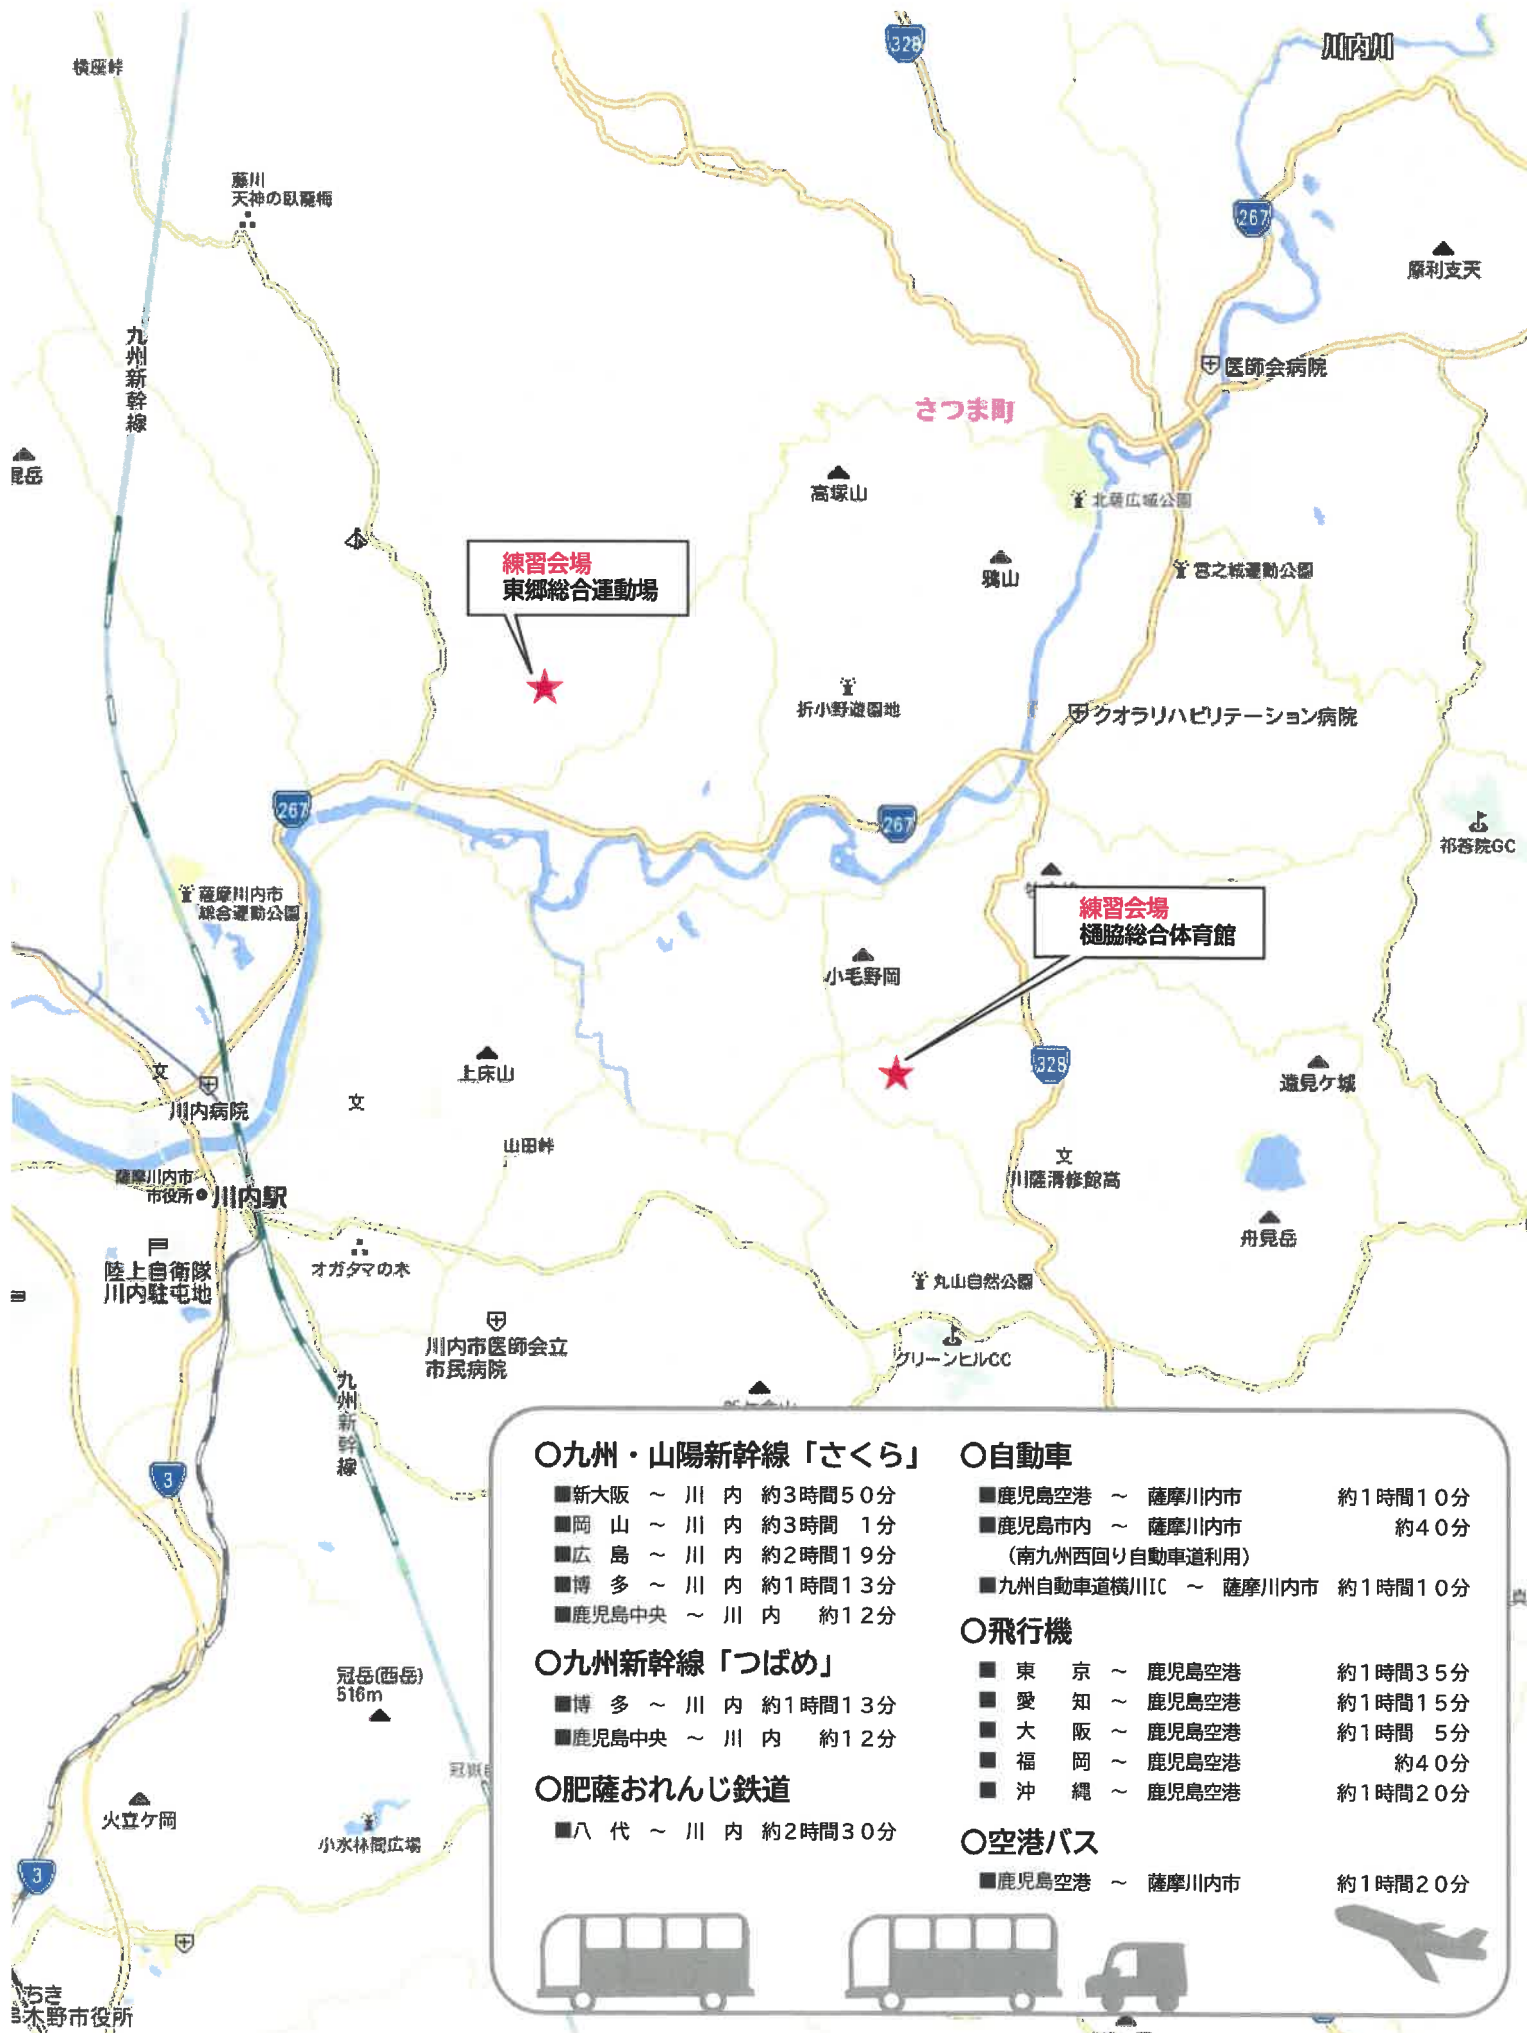 328
川内川
横座峠
藤川
天神の臥龍梅
267
九州新幹線
医師会病院
さつま町
高塚山
北薩広域公園
練習会場
東郷総合運動場
鴉山
宮之城運動公園
折小野遊園地
クオラリハビリテーション病院
267
267
祁答院GC
薩摩川内市
総合運動公園
練習会場
樋脇総合体育館
小毛野岡
328
上床山
文
文
川内病院
遠見ケ城
山田峠
文
川薩清修館高
薩摩川内市
市役所
川内駅
舟見岳
陸上自衛隊
川内駐屯地
オガタマの木
丸山自然公園
川内市医師会立
市民病院
グリーンヒルCC
九州新幹線
3
〇九州・山陽新幹線「さくら」
■新大阪 ～ 川 内 約3時間50分
■岡 山 ～ 川 内 約3時間 1分
■広 島 ～ 川 内 約2時間19分
■博 多 ～ 川 内 約1時間13分
■鹿児島中央 ～ 川 内 約12分
〇九州新幹線「つばめ」
■博 多 ～ 川 内 約1時間13分
■鹿児島中央 ～ 川 内 約12分
〇肥薩おれんじ鉄道
■八 代 ～ 川 内 約2時間30分
〇自動車
■鹿児島空港 ～ 薩摩川内市 約1時間10分
■鹿児島市内 ～ 薩摩川内市 約40分
（南九州西回り自動車道利用）
■九州自動車道横川IC ～ 薩摩川内市 約1時間10分
〇飛行機
■ 東 京 ～ 鹿児島空港 約1時間35分
■ 愛 知 ～ 鹿児島空港 約1時間15分
■ 大 阪 ～ 鹿児島空港 約1時間 5分
■ 福 岡 ～ 鹿児島空港 約40分
■ 沖 縄 ～ 鹿児島空港 約1時間20分
〇空港バス
■鹿児島空港 ～ 薩摩川内市 約1時間20分
冠岳(西岳)
516m
火立ケ岡
小水林間広場
3
ちき
木野市役所